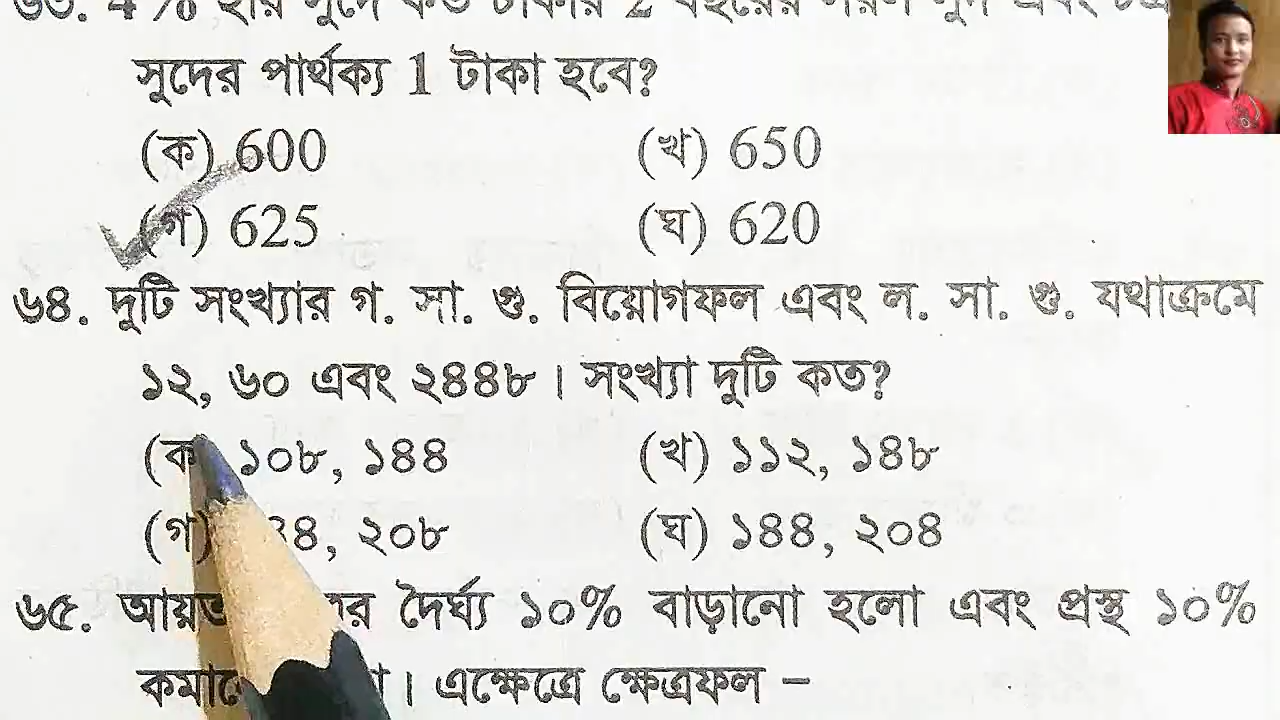 সুদের পার্থক্য 1 টাকা হবে?
(ক) 600 (খ) 650
(গ) 625 (ঘ) 620
৬৪. দুটি সংখ্যার গ. সা. গু. বিয়োগফল এবং ল. সা. গু. যথাক্রমে
১২, ৬০ এবং ২৪৪৮। সংখ্যা দুটি কত?
(ক) ১০৮, ১৪৪ (খ) ১১২, ১৪৮
(গ) ২০৮ (ঘ) ১৪৪, ২০৪
৬৫. দৈর্ঘ্য ১০% বাড়ানো হলো এবং প্রস্থ ১০%
এক্ষেত্রে ক্ষেত্রফল –